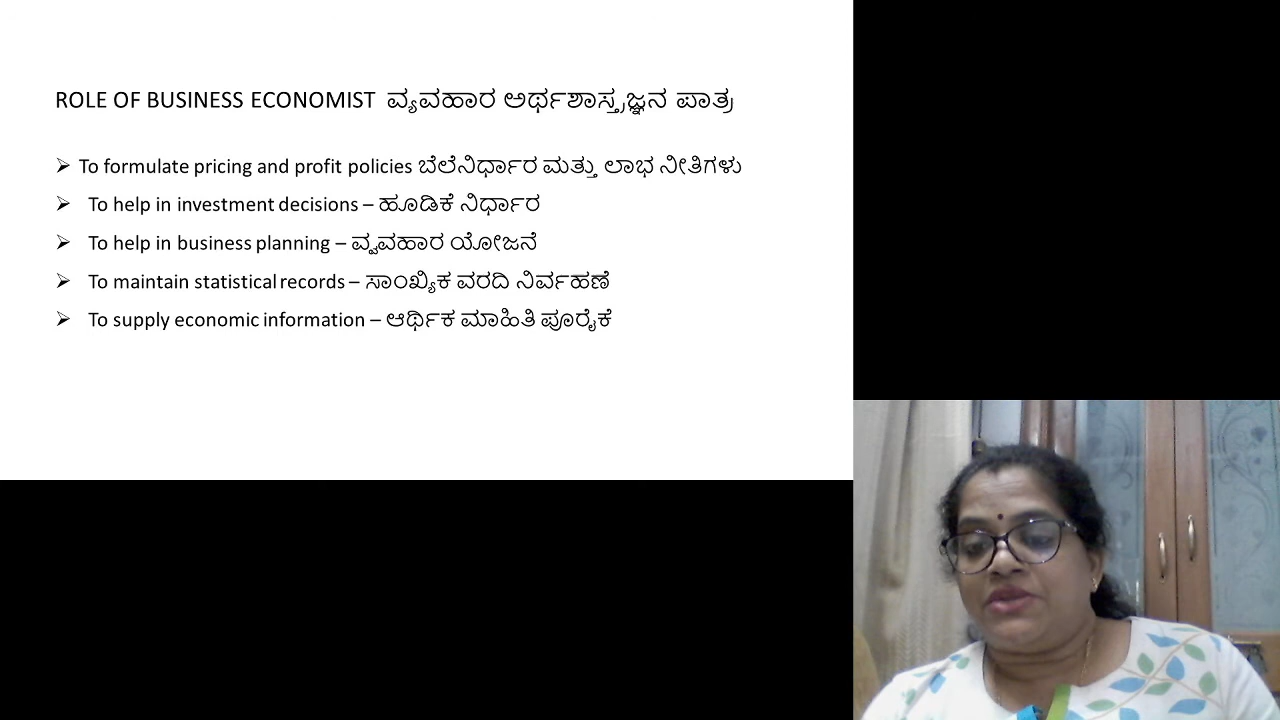 ROLE OF BUSINESS ECONOMIST ವ್ಯವಹಾರ ಅರ್ಥಶಾಸ್ತ್ರಜ್ಞನ ಪಾತ್ರ
➢ To formulate pricing and profit policies ಬೆಲೆನಿರ್ಧಾರ ಮತ್ತು ಲಾಭ ನೀತಿಗಳು
➢ To help in investment decisions – ಹೂಡಿಕೆ ನಿರ್ಧಾರ
➢ To help in business planning – ವ್ವವಹಾರ ಯೋಜನೆ
➢ To maintain statistical records – ಸಾಂಖ್ಯಿಕ ವರದಿ ನಿರ್ವಹಣೆ
➢ To supply economic information – ಆರ್ಥಿಕ ಮಾಹಿತಿ ಪೂರೈಕೆ